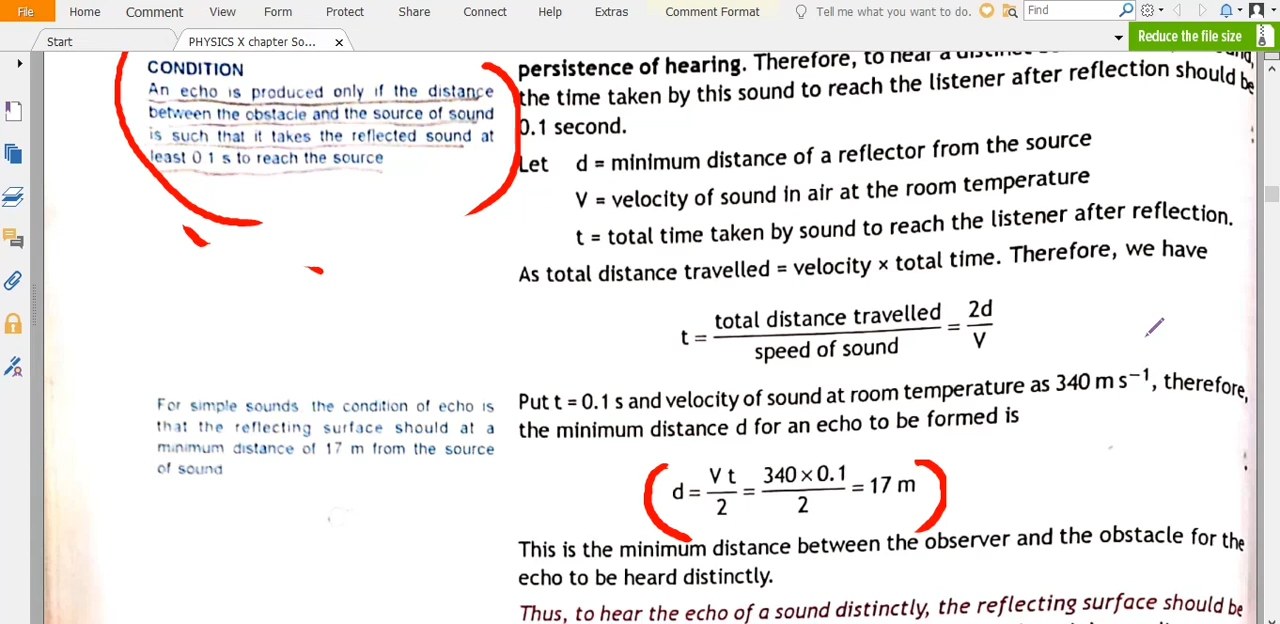 File
Home
Comment
View
Form
Protect
Share
Connect
Help
Extras
Comment Format
Tell me what you want to do.
Find
Start
PHYSICS X chapter So...
Reduce the file size
CONDITION
An echo is produced only if the distance
between the obstacle and the source of sound
is such that it takes the reflected sound at
least 0 1 s to reach the source
For simple sounds the condition of echo is
that the reflecting surface should at a
minimum distance of 17 m from the source
of sound
persistence of hearing. Therefore, to hear a
the time taken by this sound to reach the listener after reflection should be
0.1 second.
Let d = minimum distance of a reflector from the source
V = velocity of sound in air at the room temperature
t = total time taken by sound to reach the listener after reflection.
As total distance travelled = velocity × total time. Therefore, we have
t = total distance travelled / speed of sound = 2d / V
Put t = 0.1 s and velocity of sound at room temperature as 340 m s⁻¹, therefore,
the minimum distance d for an echo to be formed is
d = V t / 2 = 340 × 0.1 / 2 = 17 m
This is the minimum distance between the observer and the obstacle for the
echo to be heard distinctly.
Thus, to hear the echo of a sound distinctly, the reflecting surface should be